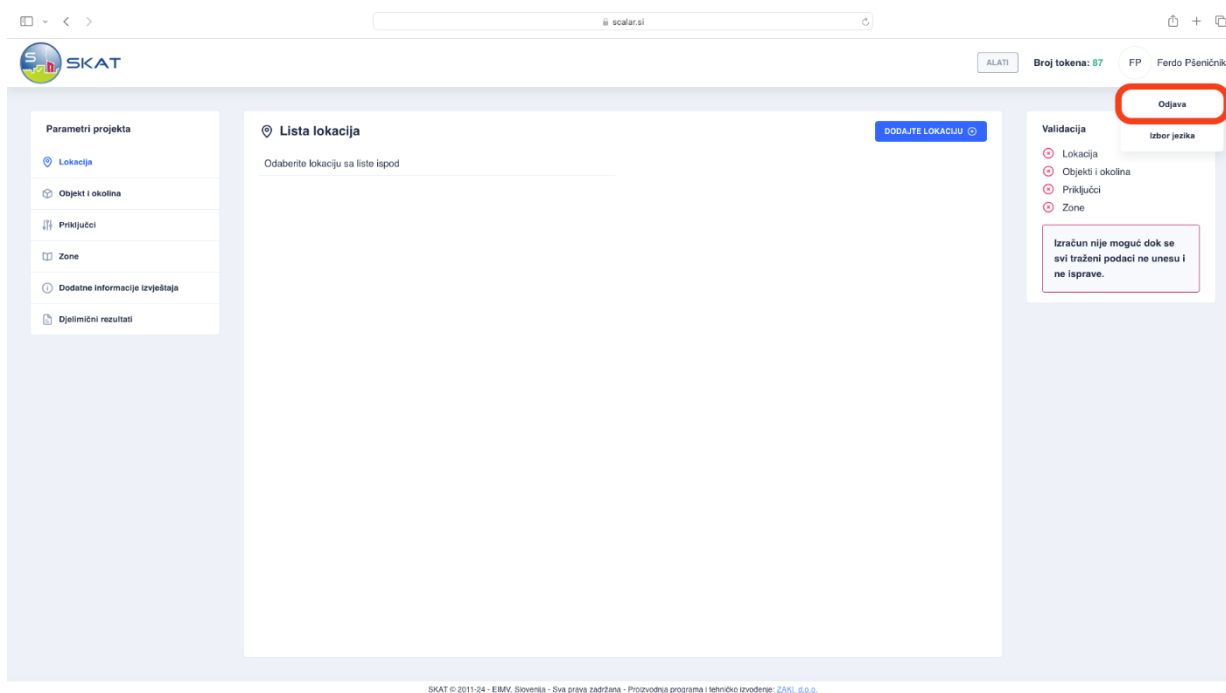 scalar.si
SKAT
ALATI
Broj tokena: 87
FP
Ferdo Pšeničnik
Odjava
Izbor jezika
Parametri projekta
Lokacija
Objekt i okolina
Priključci
Zone
Dodatne informacije izvještaja
Djelimični rezultati
Lista lokacija
DODAJTE LOKACIJU
Odaberite lokaciju sa liste ispod
Validacija
Lokacija
Objekti i okolina
Priključci
Zone
Izračun nije moguć dok se
svi traženi podaci ne unesu i
ne isprave.
SKAT © 2011-24 - EIMV, Slovenija - Sva prava zadržana - Proizvodnja programa i tehničko izvođenje: ZAKI, d.o.o.